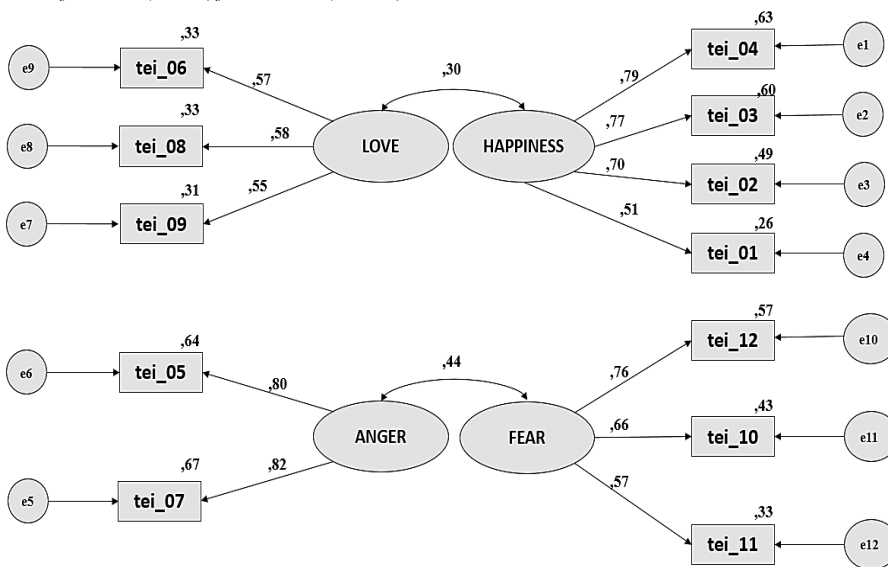 ,33
,63
e9
tei_06
,57
,30
,79
tei_04
e1
,33
,60
e8
tei_08
,58
LOVE
HAPPINESS
,77
tei_03
e2
,31
,49
e7
tei_09
,55
,70
tei_02
e3
,51
,26
tei_01
e4
,64
,57
e6
tei_05
,80
,44
,76
tei_12
e10
,67
,43
e5
tei_07
,82
ANGER
FEAR
,66
tei_10
e11
,57
,33
tei_11
e12